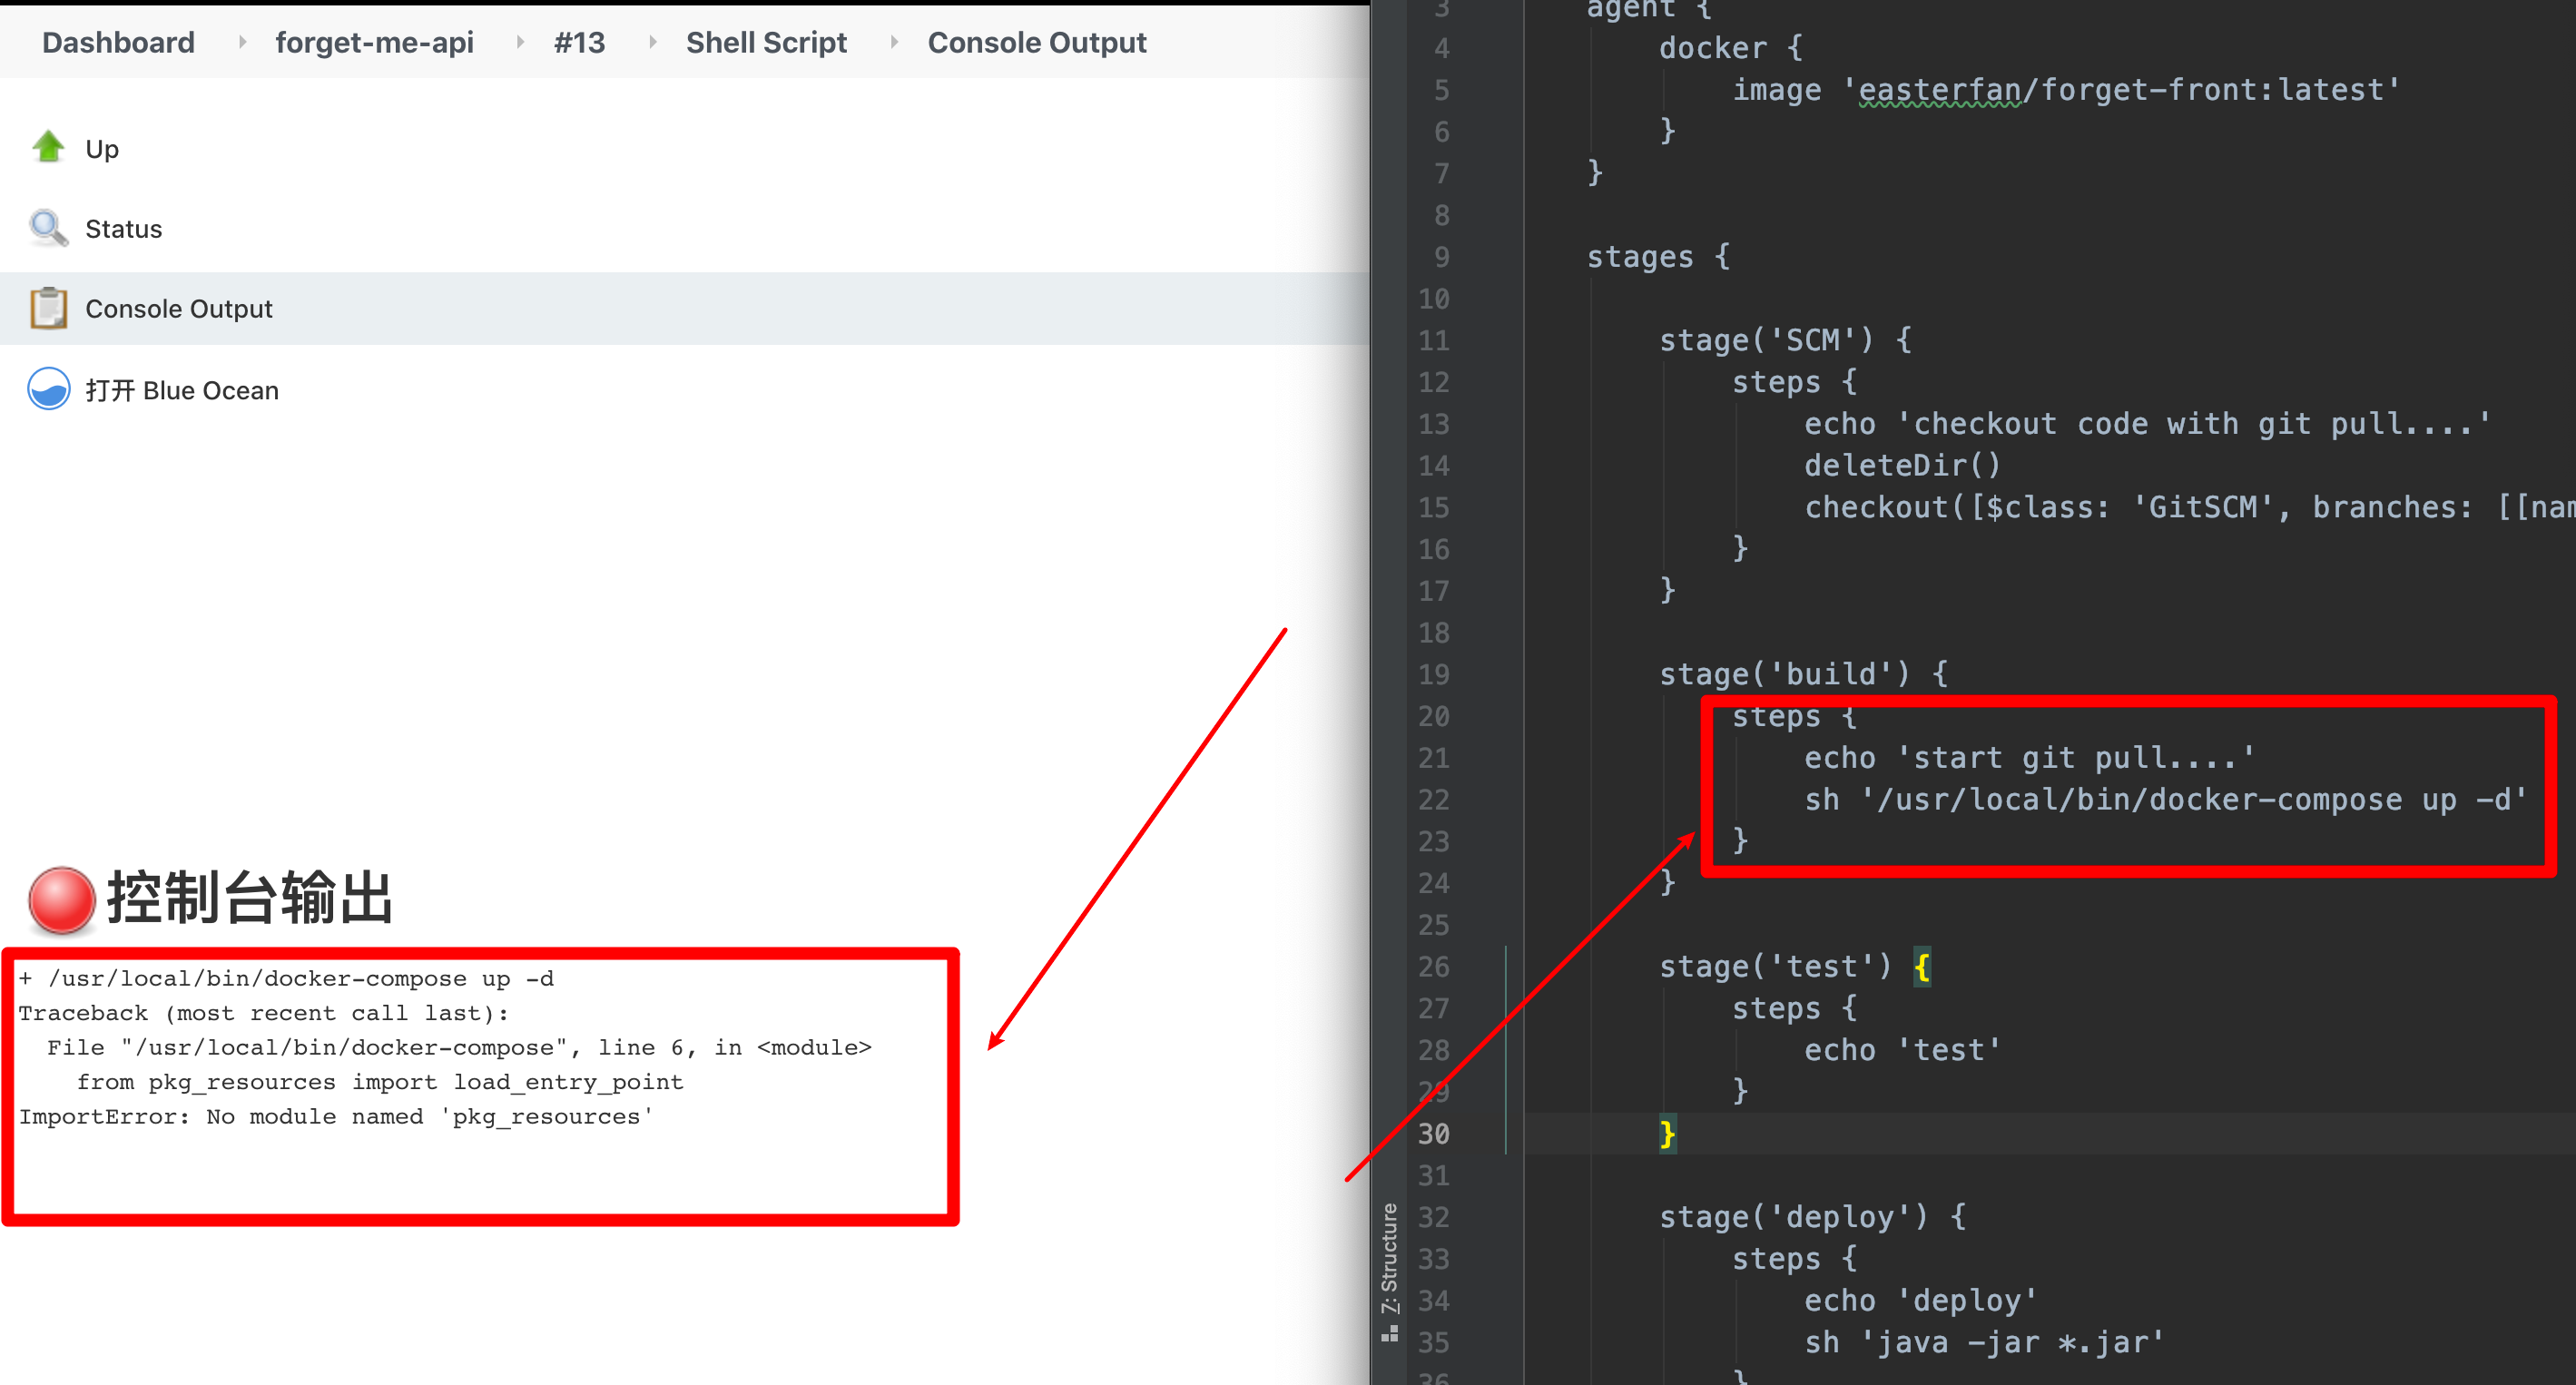 Dashboard forget-me-api #13 Shell Script Console Output
Up
Status
Console Output
打开 Blue Ocean
控制台输出
+ /usr/local/bin/docker-compose up -d
Traceback (most recent call last):
  File "/usr/local/bin/docker-compose", line 6, in <module>
    from pkg_resources import load_entry_point
ImportError: No module named 'pkg_resources'
7: Structure
3 agent {
4 docker {
5 image 'easterfan/forget-front:latest'
6 }
7 }
8
9 stages {
10
11 stage('SCM') {
12 steps {
13 echo 'checkout code with git pull....'
14 deleteDir()
15 checkout([$class: 'GitSCM', branches: [[nam
16 }
17 }
18
19 stage('build') {
20 steps {
21 echo 'start git pull....'
22 sh '/usr/local/bin/docker-compose up -d'
23 }
24 }
25
26 stage('test') {
27 steps {
28 echo 'test'
29 }
30 }
31
32 stage('deploy') {
33 steps {
34 echo 'deploy'
35 sh 'java -jar *.jar'
36 }